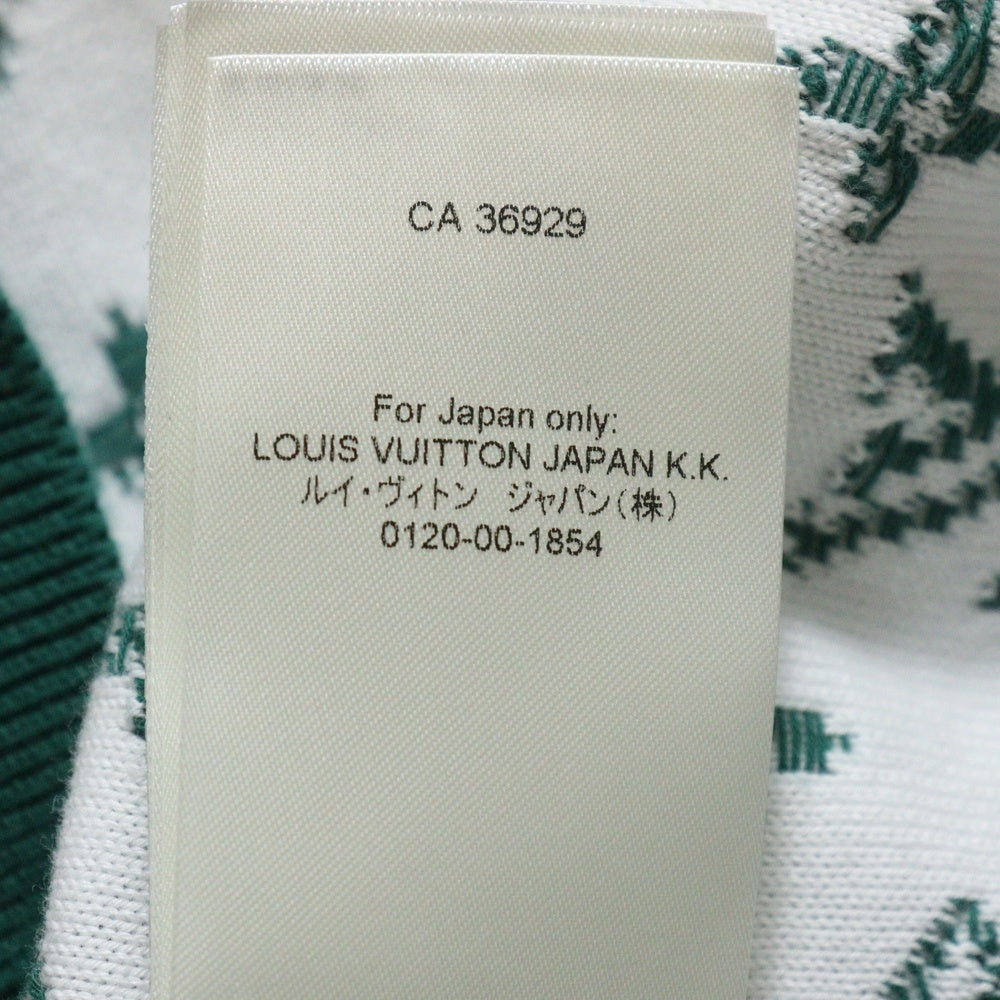 CA 36929
For Japan only:
LOUIS VUITTON JAPAN K.K.
ルイ・ヴィトン　ジャパン(株)
0120-00-1854